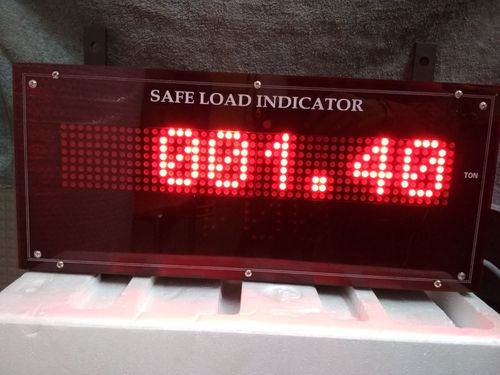 SAFE LOAD INDICATOR
001.40
TON